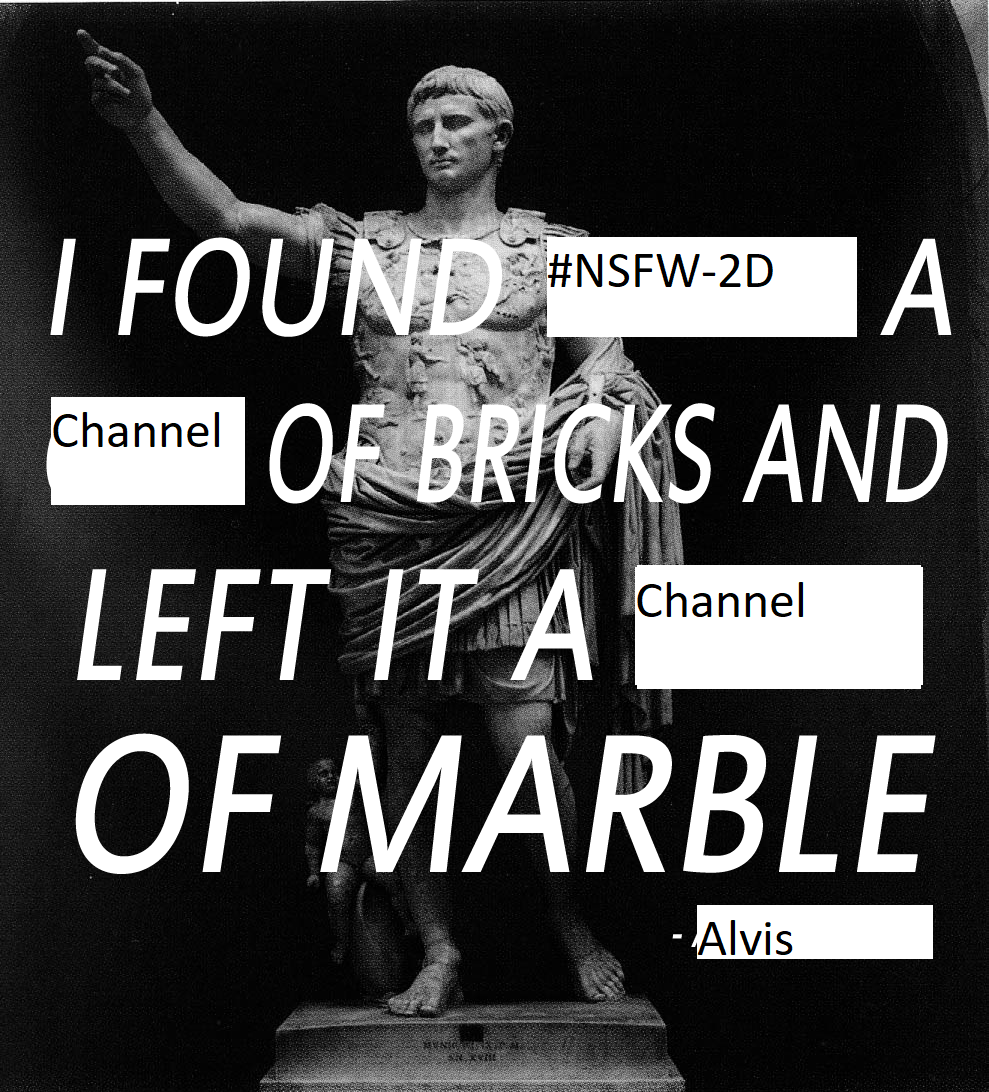 I FOUND #NSFW-2D A
Channel OF BRICKS AND
LEFT IT A Channel
OF MARBLE
- Alvis